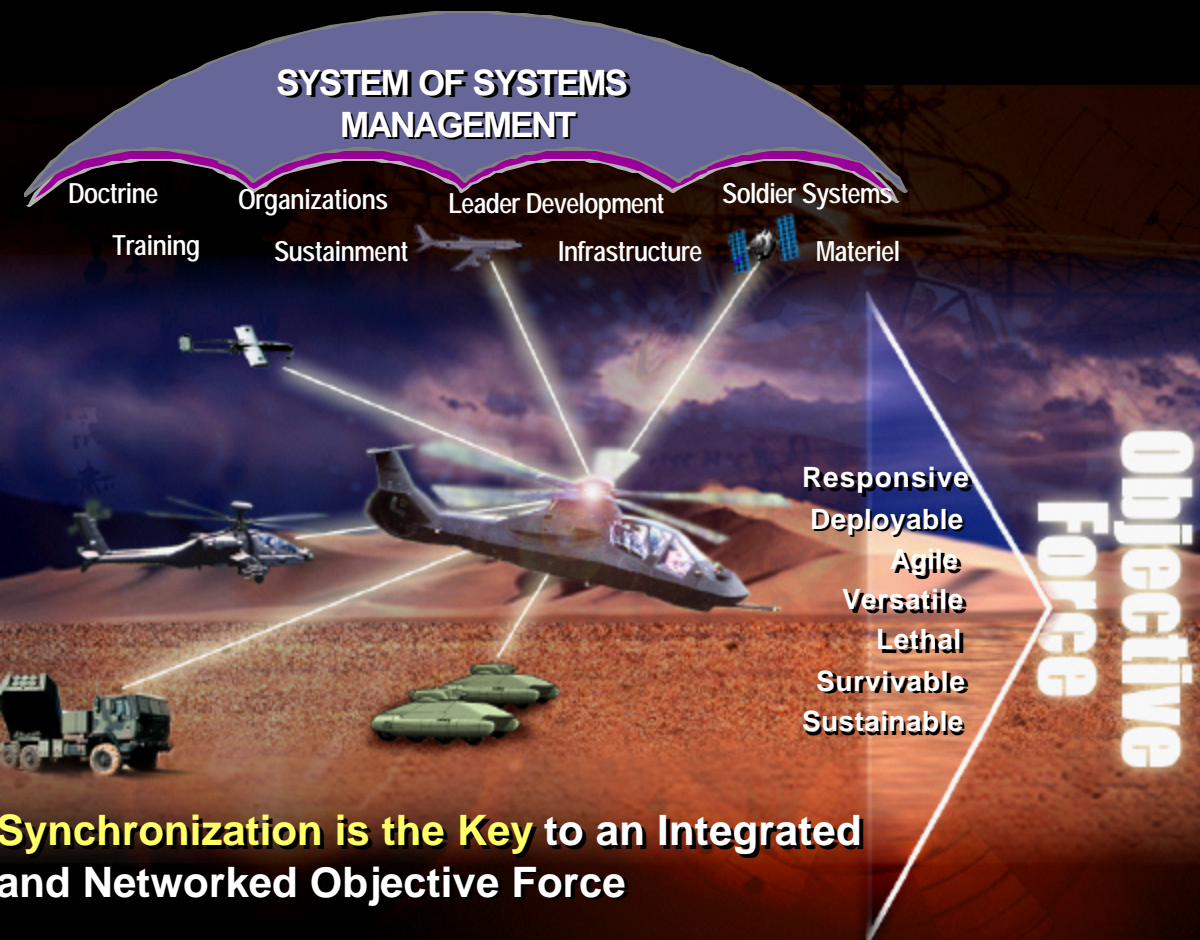 SYSTEM OF SYSTEMS
MANAGEMENT
Doctrine
Organizations
Leader Development
Soldier Systems
Training
Sustainment
Infrastructure
Materiel
Responsive
Deployable
Agile
Versatile
Lethal
Survivable
Sustainable
Objective
Force
Synchronization is the Key to an Integrated
and Networked Objective Force